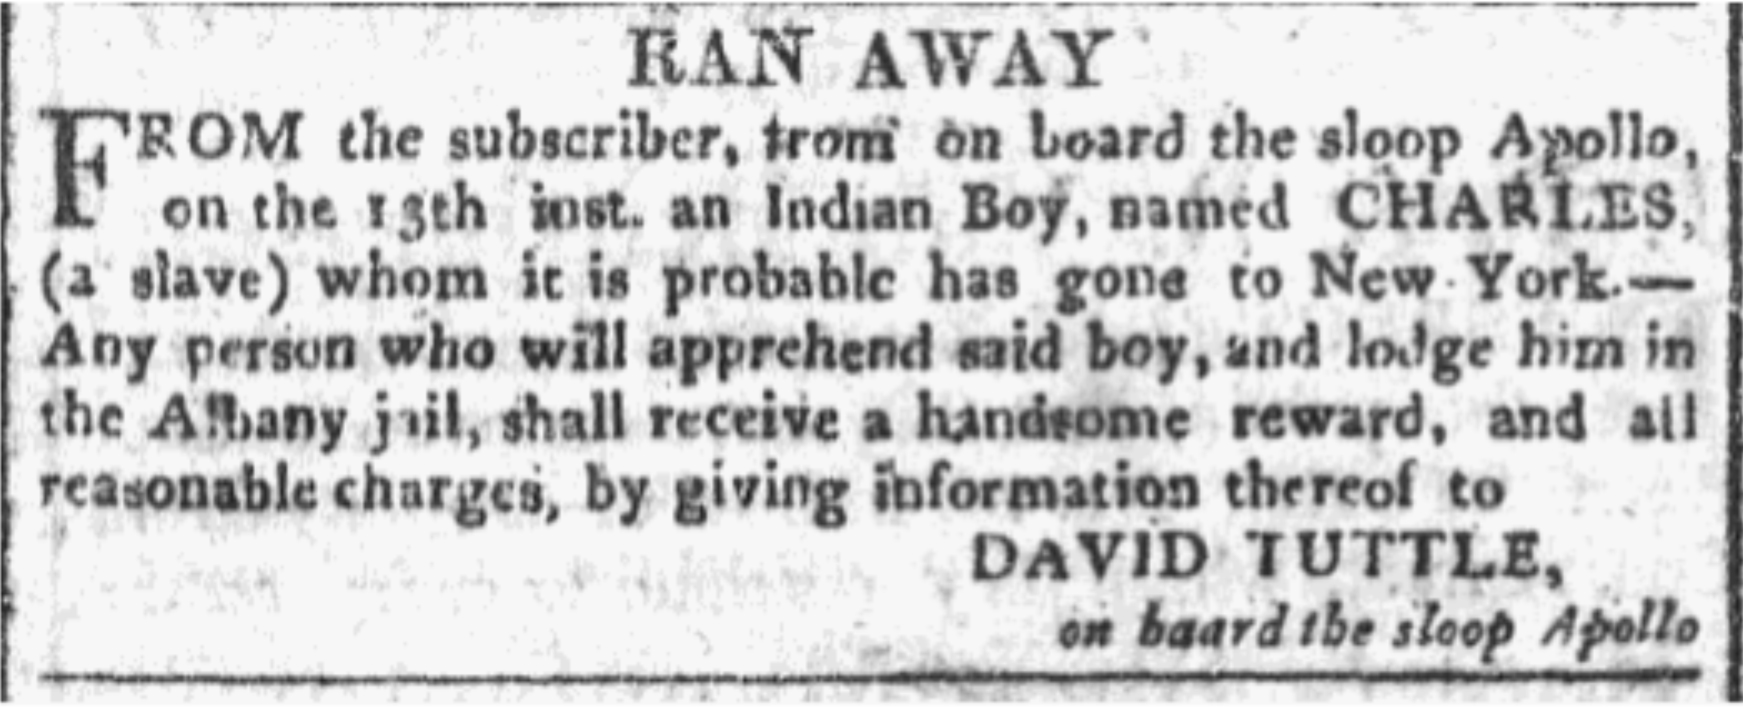 RAN AWAY
FROM the subscriber, from on board the sloop Apollo,
on the 13th inst. an Indian Boy, named CHARLES,
(a slave) whom it is probable has gone to New York.—
Any person who will apprehend said boy, and lodge him in
the Albany jail, shall receive a handsome reward, and all
reasonable charges, by giving information thereof to
DAVID TUTTLE,
on baard the sloop Apollo